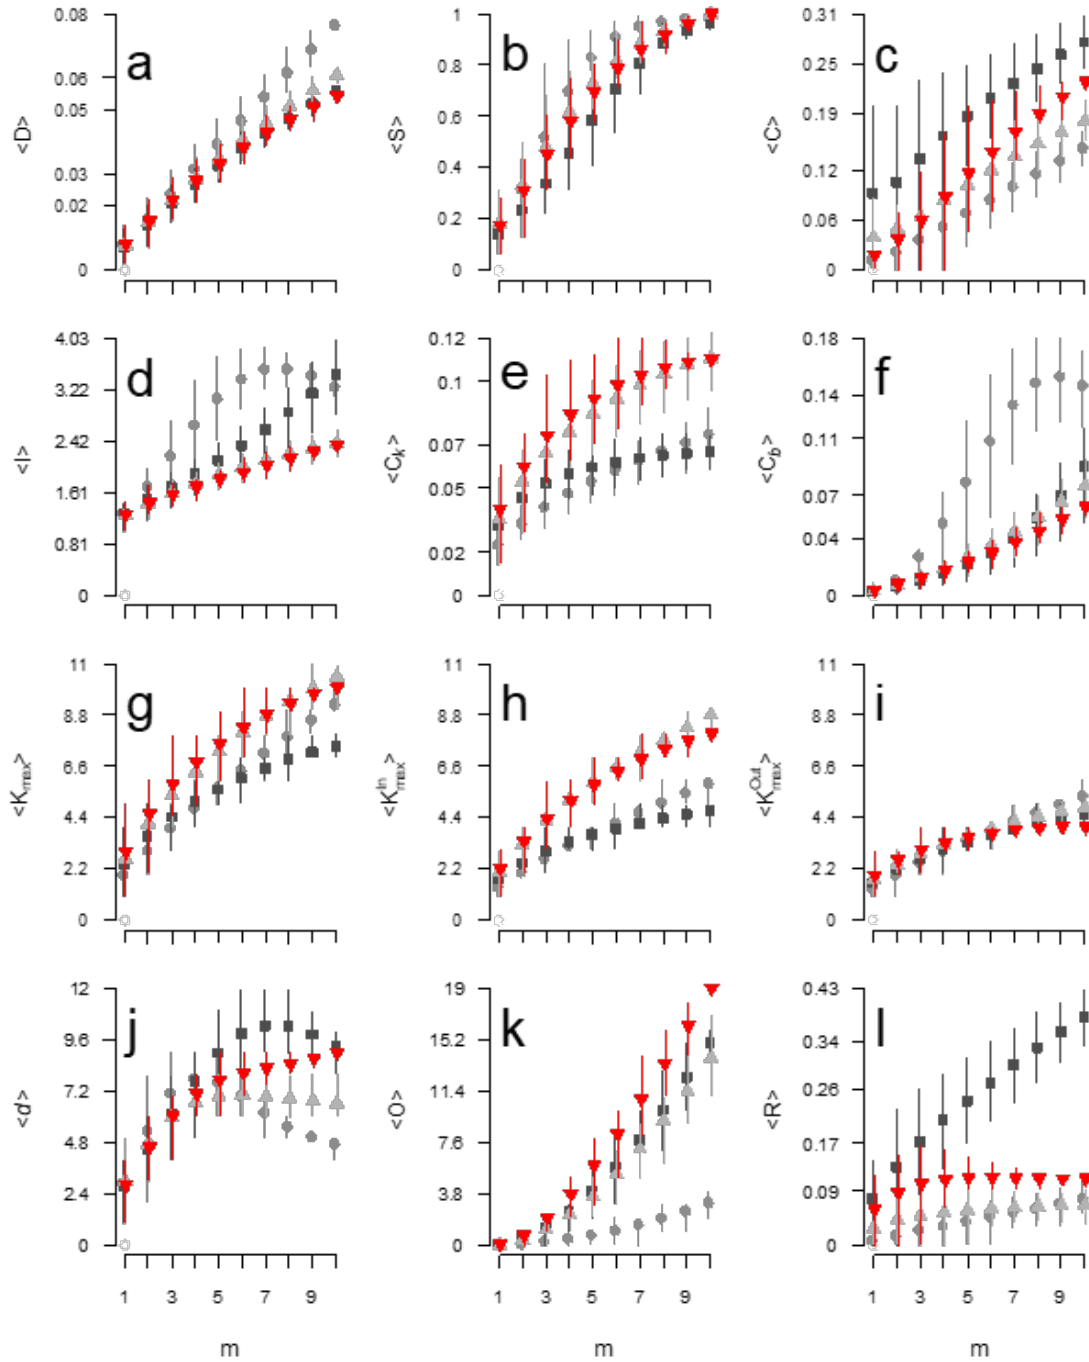 a
<D>
0.08
0.06
0.05
0.03
0.02
0
b
<S>
1
0.8
0.6
0.4
0.2
0
c
<C>
0.31
0.25
0.19
0.12
0.06
0
d
<I>
4.03
3.22
2.42
1.61
0.81
0
e
<Ck>
0.12
0.1
0.07
0.05
0.02
0
f
<Cb>
0.18
0.14
0.11
0.07
0.04
0
g
<Kmax>
11
8.8
6.6
4.4
2.2
0
h
<KmaxIn>
11
8.8
6.6
4.4
2.2
0
i
<KmaxOut>
11
8.8
6.6
4.4
2.2
0
j
<d>
12
9.6
7.2
4.8
2.4
0
k
<O>
19
15.2
11.4
7.6
3.8
0
l
<R>
0.43
0.34
0.26
0.17
0.09
0
1 3 5 7 9
m
1 3 5 7 9
m
1 3 5 7 9
m